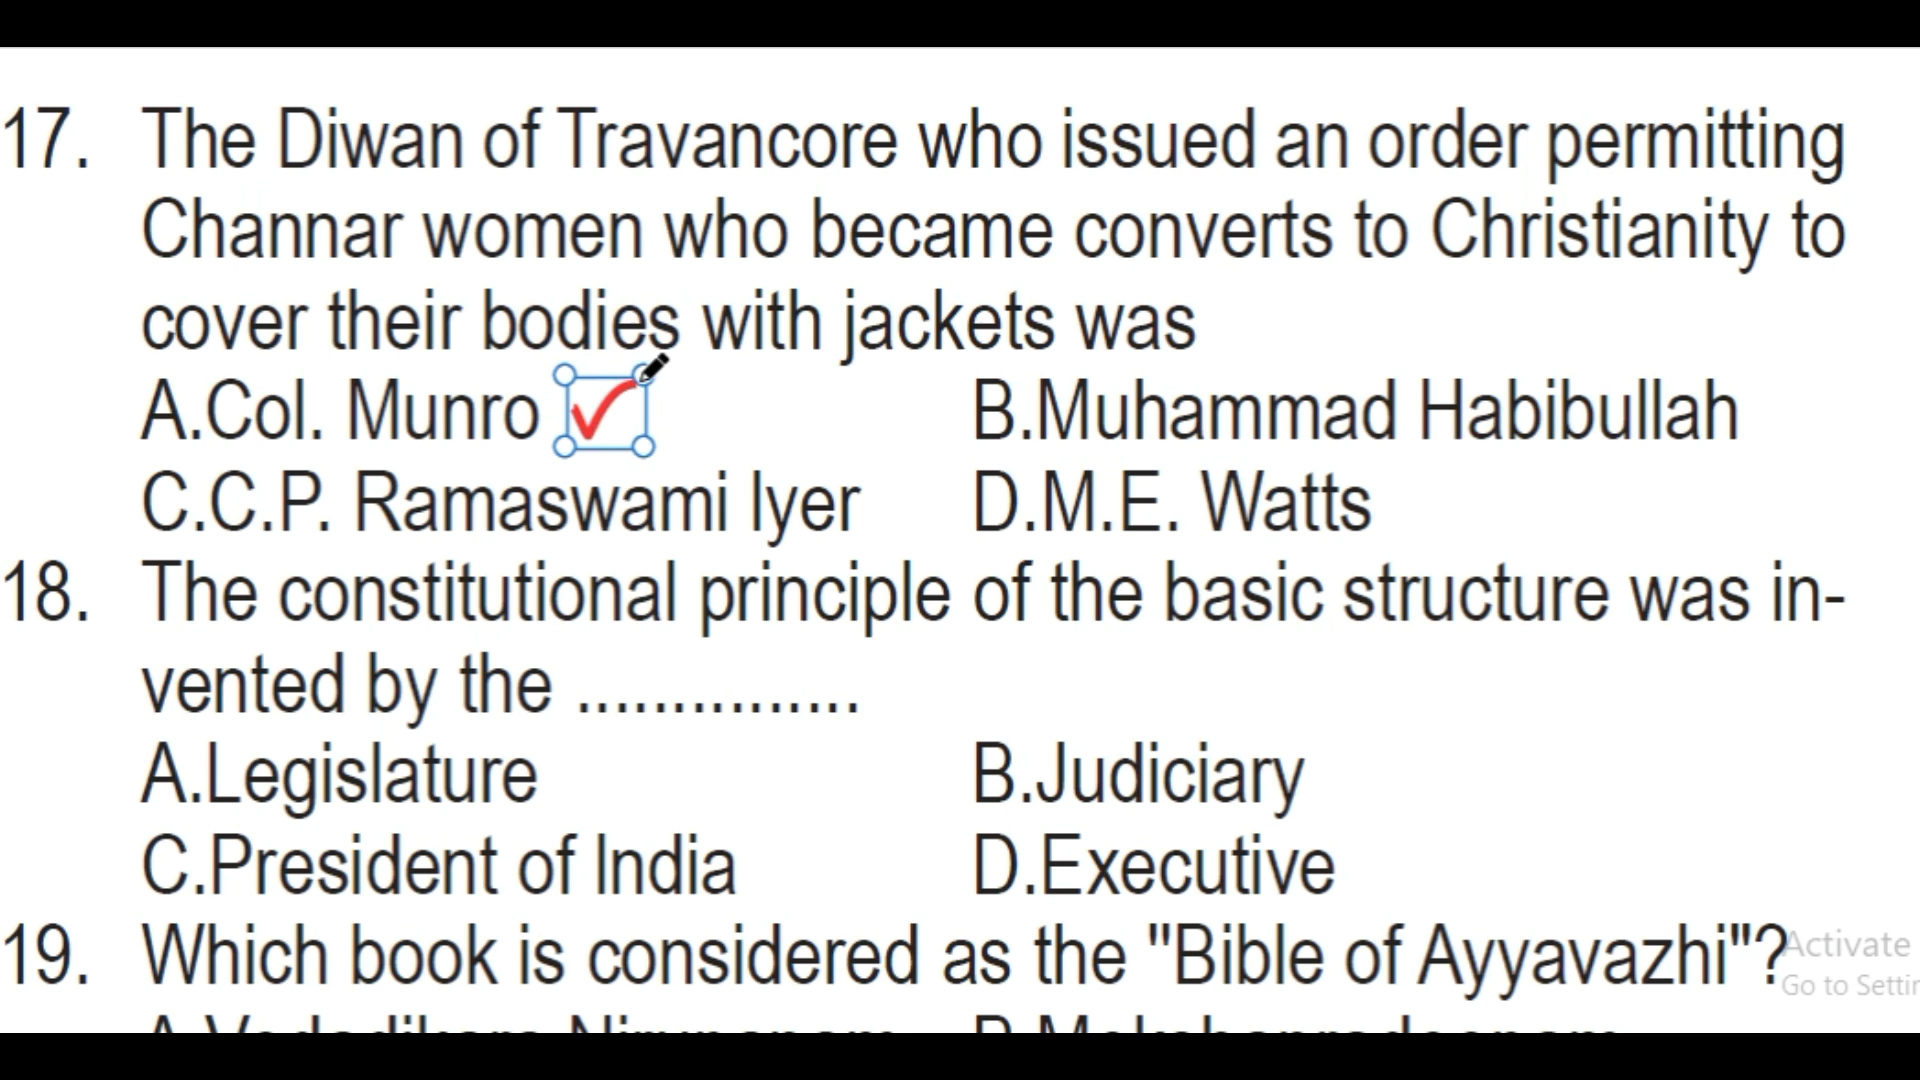 17. The Diwan of Travancore who issued an order permitting
Channar women who became converts to Christianity to
cover their bodies with jackets was
A.Col. Munro B.Muhammad Habibullah
C.C.P. Ramaswami Iyer D.M.E. Watts
18. The constitutional principle of the basic structure was in-
vented by the ...............
A.Legislature B.Judiciary
C.President of India D.Executive
19. Which book is considered as the "Bible of Ayyavazhi"?
Activate
Go to Settin